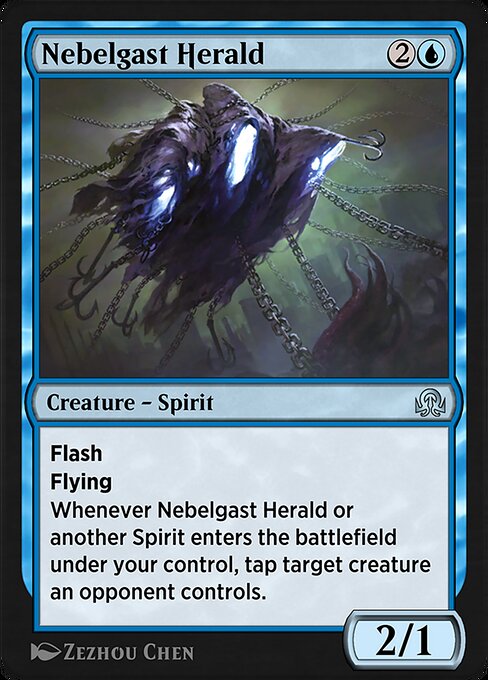 Nebelgast Herald 2
Creature – Spirit
Flash
Flying
Whenever Nebelgast Herald or
another Spirit enters the battlefield
under your control, tap target creature
an opponent controls.
2/1
Zezhou Chen